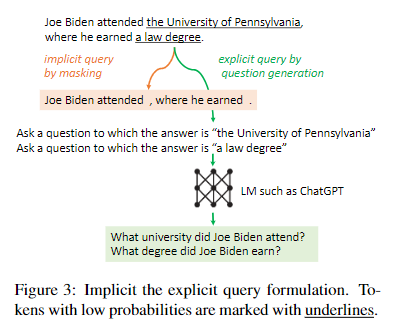 Joe Biden attended the University of Pennsylvania,
where he earned a law degree.
implicit query
by masking
explicit query by
question generation
Joe Biden attended , where he earned .
Ask a question to which the answer is “the University of Pennsylvania”
Ask a question to which the answer is “a law degree”
LM such as ChatGPT
What university did Joe Biden attend?
What degree did Joe Biden earn?
Figure 3: Implicit the explicit query formulation. To-
kens with low probabilities are marked with underlines.